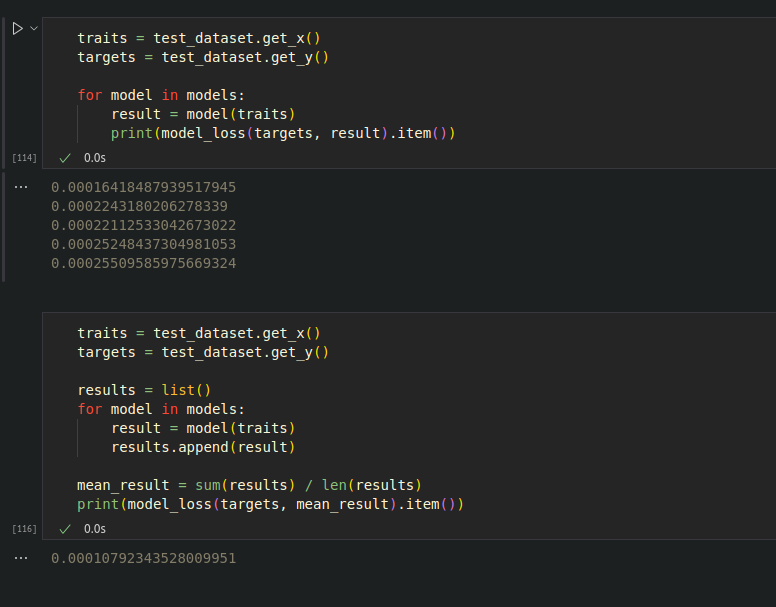 traits = test_dataset.get_x()
targets = test_dataset.get_y()
for model in models:
result = model(traits)
print(model_loss(targets, result).item())
[114]
0.0s
...
0.00016418487939517945
0.0002243180206278339
0.00022112533042673022
0.00025248437304981053
0.00025509585975669324
traits = test_dataset.get_x()
targets = test_dataset.get_y()
results = list()
for model in models:
result = model(traits)
results.append(result)
mean_result = sum(results) / len(results)
print(model_loss(targets, mean_result).item())
[116]
0.0s
...
0.00010792343528009951